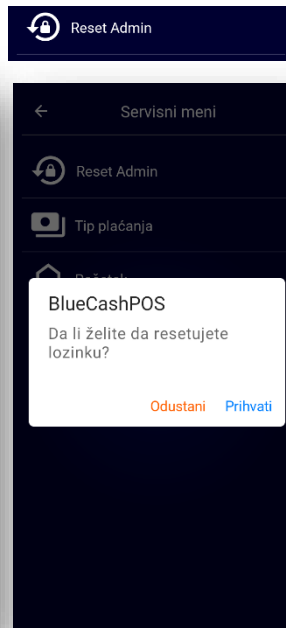 Reset Admin
Servisni meni
Reset Admin
Tip plaćanja
BlueCashPOS
Da li želite da resetujete
lozinku?
Odustani Prihvati